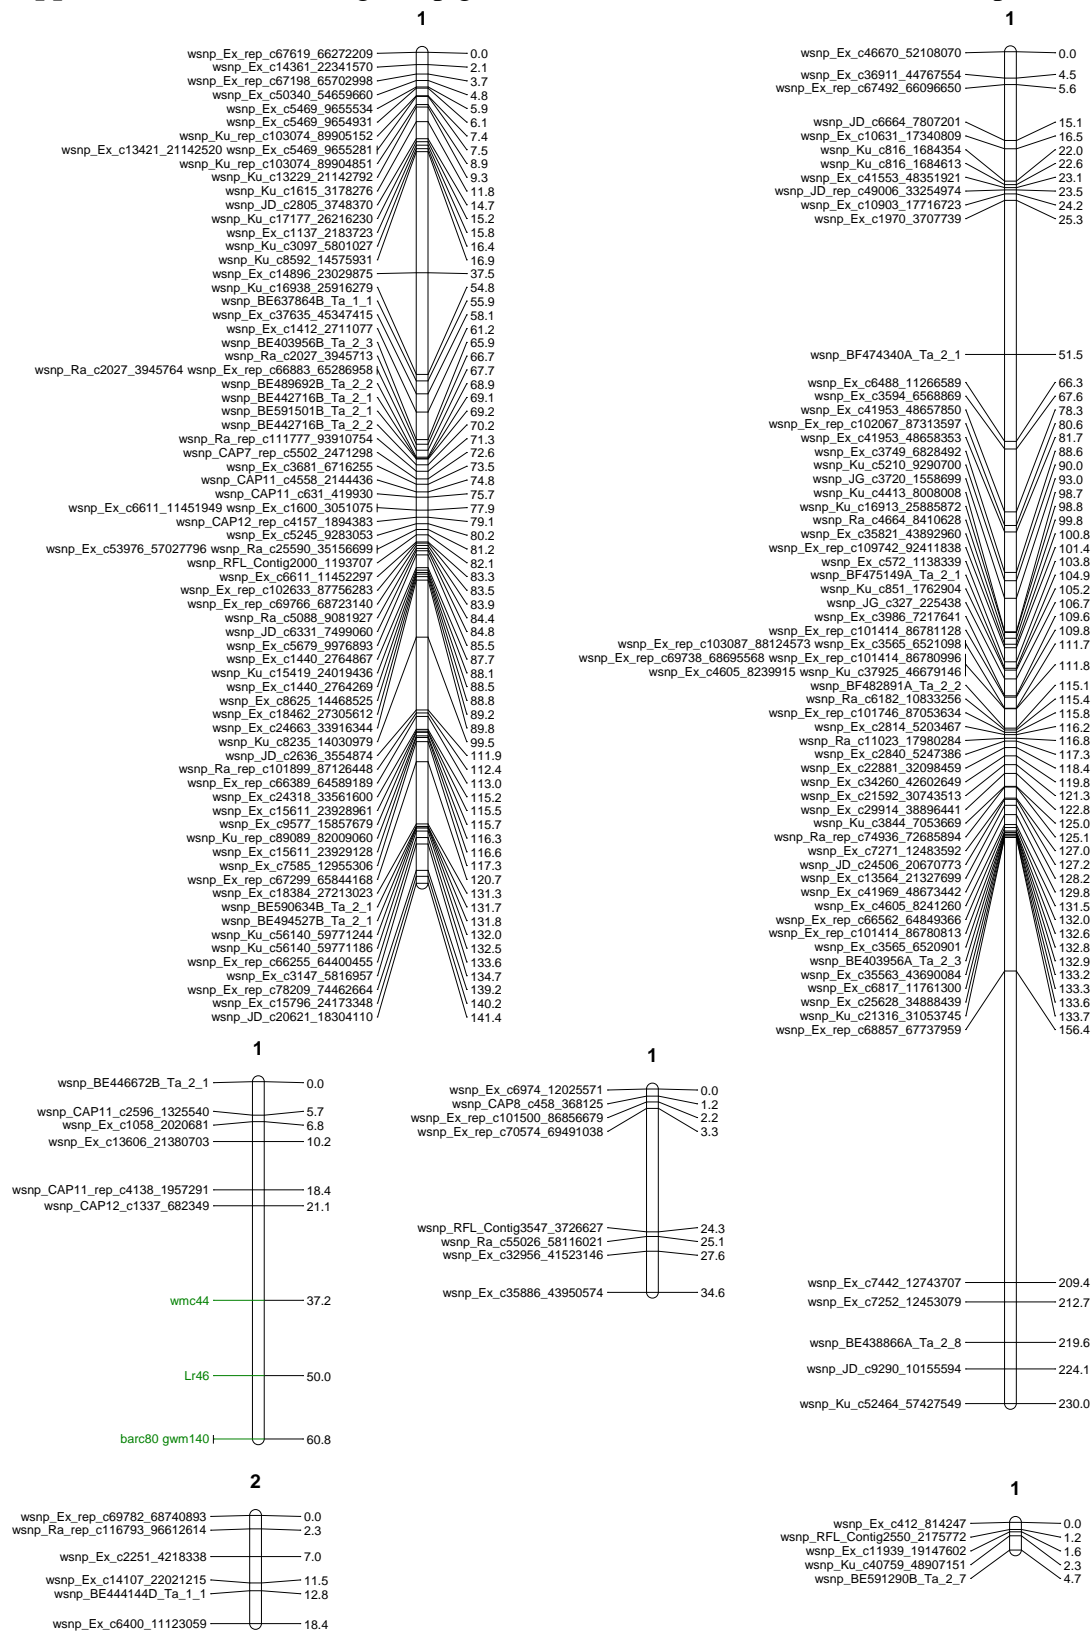 1
wsnp_Ex_rep_c67619_66272209 0.0
wsnp_Ex_c14361_22341570 2.1
wsnp_Ex_rep_c67198_65702998 3.7
wsnp_Ex_c50340_54659660 4.8
wsnp_Ex_c5469_9655534 5.9
wsnp_Ex_c5469_9654931 6.1
wsnp_Ku_rep_c103074_89905152 7.4
wsnp_Ex_c13421_21142520 wsnp_Ex_c5469_9655281 7.5
wsnp_Ku_rep_c103074_89904851 8.9
wsnp_Ku_c13229_21142792 9.3
wsnp_Ku_c1615_3178276 11.8
wsnp_JD_c2805_3748370 14.7
wsnp_Ku_c17177_26216230 15.2
wsnp_Ex_c1137_2183723 15.8
wsnp_Ku_c3097_5801027 16.4
wsnp_Ku_c8592_14575931 16.9
wsnp_Ex_c14896_23029875 37.5
wsnp_Ku_c16938_25916279 54.8
wsnp_BE637864B_Ta_1_1 55.9
wsnp_Ex_c37635_45347415 58.1
wsnp_Ex_c1412_2711077 61.2
wsnp_BE403956B_Ta_2_3 65.9
wsnp_Ra_c2027_3945713 66.7
wsnp_Ra_c2027_3945764 wsnp_Ex_rep_c66883_65286958 67.7
wsnp_BE489692B_Ta_2_2 68.9
wsnp_BE442716B_Ta_2_1 69.1
wsnp_BE591501B_Ta_2_1 69.2
wsnp_BE442716B_Ta_2_2 70.2
wsnp_Ra_rep_c111777_93910754 71.3
wsnp_CAP7_rep_c5502_2471298 72.6
wsnp_Ex_c3681_6716255 73.5
wsnp_CAP11_c4558_2144436 74.8
wsnp_CAP11_c631_419930 75.7
wsnp_Ex_c6611_11451949 wsnp_Ex_c1600_3051075 77.9
wsnp_CAP12_rep_c4157_1894383 79.1
wsnp_Ex_c5245_9283053 80.2
wsnp_Ex_c53976_57027796 wsnp_Ra_c25590_35156699 81.2
wsnp_RFL_Contig2000_1193707 82.1
wsnp_Ex_c6611_11452297 83.3
wsnp_Ex_rep_c102633_87756283 83.5
wsnp_Ex_rep_c69766_68723140 83.9
wsnp_Ra_c5088_9081927 84.4
wsnp_JD_c6331_7499060 84.8
wsnp_Ex_c5679_9976893 85.5
wsnp_Ex_c1440_2764867 87.7
wsnp_Ku_c15419_24019436 88.1
wsnp_Ex_c1440_2764269 88.5
wsnp_Ex_c8625_14468525 88.8
wsnp_Ex_c18462_27305612 89.2
wsnp_Ex_c24663_33916344 89.8
wsnp_Ku_c8235_14030979 99.5
wsnp_JD_c2636_3554874 111.9
wsnp_Ra_rep_c101899_87126448 112.4
wsnp_Ex_rep_c66389_64589189 113.0
wsnp_Ex_c24318_33561600 115.2
wsnp_Ex_c15611_23928961 115.5
wsnp_Ex_c9577_15857679 115.7
wsnp_Ku_rep_c89089_82009060 116.3
wsnp_Ex_c15611_23929128 116.6
wsnp_Ex_c7585_12955306 117.3
wsnp_Ex_rep_c67299_65844168 120.7
wsnp_Ex_c18384_27213023 131.3
wsnp_BE590634B_Ta_2_1 131.7
wsnp_BE494527B_Ta_2_1 131.8
wsnp_Ku_c56140_59771244 132.0
wsnp_Ku_c56140_59771186 132.5
wsnp_Ex_rep_c66255_64400455 133.6
wsnp_Ex_c3147_5816957 134.7
wsnp_Ex_rep_c78209_74462664 139.2
wsnp_Ex_c15796_24173348 140.2
wsnp_JD_c20621_18304110 141.4
1
wsnp_Ex_c46670_52108070 0.0
wsnp_Ex_c36911_44767554 4.5
wsnp_Ex_rep_c67492_66096650 5.6
wsnp_JD_c6664_7807201 15.1
wsnp_Ex_c10631_17340809 16.5
wsnp_Ku_c816_1684354 22.0
wsnp_Ku_c816_1684613 22.6
wsnp_Ex_c41553_48351921 23.1
wsnp_JD_rep_c49006_33254974 23.5
wsnp_Ex_c10903_17716723 24.2
wsnp_Ex_c1970_3707739 25.3
wsnp_BF474340A_Ta_2_1 51.5
wsnp_Ex_c6488_11266589 66.3
wsnp_Ex_c3594_6568869 67.6
wsnp_Ex_c41953_48657850 78.3
wsnp_Ex_rep_c102067_87313597 80.6
wsnp_Ex_c41953_48658353 81.7
wsnp_Ex_c3749_6828492 88.6
wsnp_Ku_c5210_9290700 90.0
wsnp_JG_c3720_1558699 93.0
wsnp_Ku_c4413_8008008 98.7
wsnp_Ku_c16913_25885872 98.8
wsnp_Ra_c4664_8410628 99.8
wsnp_Ex_c35821_43892960 100.8
wsnp_Ex_rep_c109742_92411838 101.4
wsnp_Ex_c572_1138339 103.8
wsnp_BF475149A_Ta_2_1 104.9
wsnp_Ku_c851_1762904 105.2
wsnp_JG_c327_225438 106.7
wsnp_Ex_c3986_7217641 109.6
wsnp_Ex_rep_c101414_86781128 109.8
wsnp_Ex_rep_c103087_88124573 wsnp_Ex_c3565_6521098 111.7
wsnp_Ex_rep_c69738_68695568 wsnp_Ex_rep_c101414_86780996 111.8
wsnp_Ex_c4605_8239915 wsnp_Ku_c37925_46679146
wsnp_BF482891A_Ta_2_2 115.1
wsnp_Ra_c6182_10833256 115.4
wsnp_Ex_rep_c101746_87053634 115.8
wsnp_Ex_c2814_5203467 116.2
wsnp_Ra_c11023_17980284 116.8
wsnp_Ex_c2840_5247386 117.3
wsnp_Ex_c22881_32098459 118.4
wsnp_Ex_c34260_42602649 119.8
wsnp_Ex_c21592_30743513 121.3
wsnp_Ex_c29914_38896441 122.8
wsnp_Ku_c3844_7053669 125.0
wsnp_Ra_rep_c74936_72685894 125.1
wsnp_Ex_c7271_12483592 127.0
wsnp_JD_c24506_20670773 127.2
wsnp_Ex_c13564_21327699 128.2
wsnp_Ex_c41969_48673442 129.8
wsnp_Ex_c4605_8241260 131.5
wsnp_Ex_rep_c66562_64849366 132.0
wsnp_Ex_rep_c101414_86780813 132.6
wsnp_Ex_c3565_6520901 132.8
wsnp_BE403956A_Ta_2_3 132.9
wsnp_Ex_c35563_43690084 133.2
wsnp_Ex_c6817_11761300 133.3
wsnp_Ex_c25628_34888439 133.6
wsnp_Ku_c21316_31053745 133.7
wsnp_Ex_rep_c68857_67737959 156.4
wsnp_Ex_c7442_12743707 209.4
wsnp_Ex_c7252_12453079 212.7
wsnp_BE438866A_Ta_2_8 219.6
wsnp_JD_c9290_10155594 224.1
wsnp_Ku_c52464_57427549 230.0
1
wsnp_BE446672B_Ta_2_1 0.0
wsnp_CAP11_c2596_1325540 5.7
wsnp_Ex_c1058_2020681 6.8
wsnp_Ex_c13606_21380703 10.2
wsnp_CAP11_rep_c4138_1957291 18.4
wsnp_CAP12_c1337_682349 21.1
wmc44 37.2
Lr46 50.0
barc80 gwm140 60.8
1
wsnp_Ex_c6974_12025571 0.0
wsnp_CAP8_c458_368125 1.2
wsnp_Ex_rep_c101500_86856679 2.2
wsnp_Ex_rep_c70574_69491038 3.3
wsnp_RFL_Contig3547_3726627 24.3
wsnp_Ra_c55026_58116021 25.1
wsnp_Ex_c32956_41523146 27.6
wsnp_Ex_c35886_43950574 34.6
2
wsnp_Ex_rep_c69782_68740893 0.0
wsnp_Ra_rep_c116793_96612614 2.3
wsnp_Ex_c2251_4218338 7.0
wsnp_Ex_c14107_22021215 11.5
wsnp_BE444144D_Ta_1_1 12.8
wsnp_Ex_c6400_11123059 18.4
1
wsnp_Ex_c412_814247 0.0
wsnp_RFL_Contig2550_2175772 1.2
wsnp_Ex_c11939_19147602 1.6
wsnp_Ku_c40759_48907151 2.3
wsnp_BE591290B_Ta_2_7 4.7